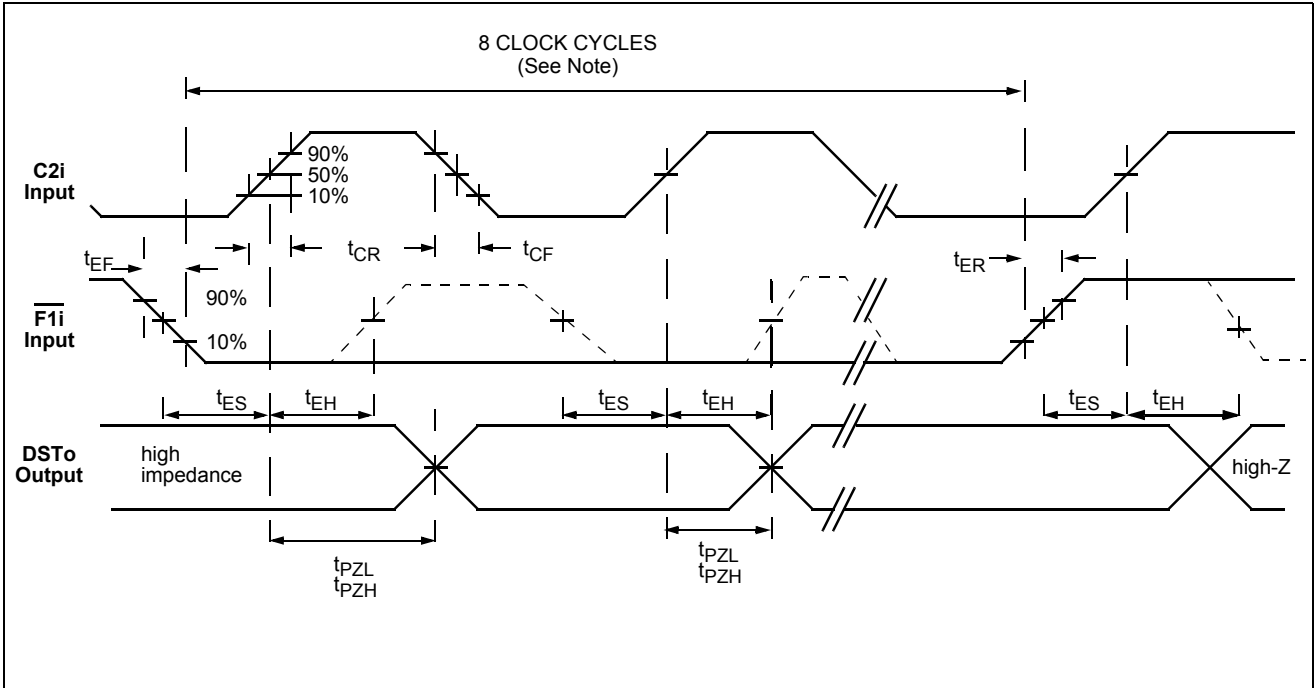 8 CLOCK CYCLES
(See Note)
C2i
Input
90%
50%
10%
tEF
tCR
tCF
tER
F1i
Input
90%
10%
tES
tEH
tES
tEH
tES
tEH
DSTo
Output
high
impedance
high-Z
tPZL
tPZH
tPZL
tPZH